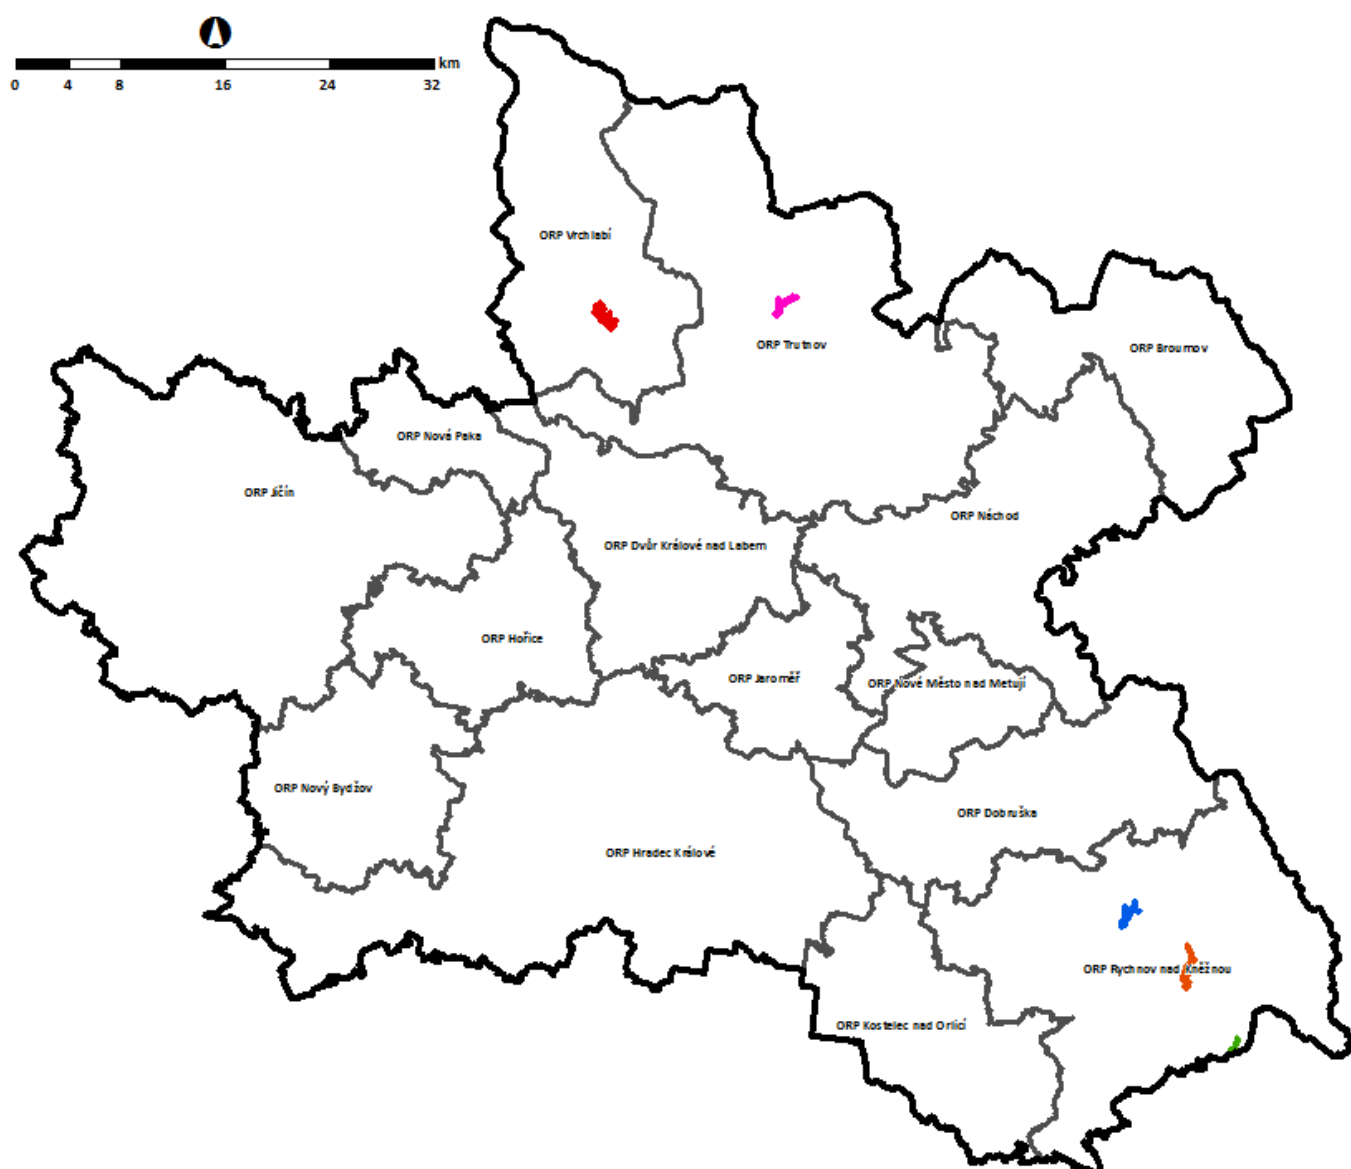 km
0 4 8 16 24 32
ORP Vrchlabí
ORP Trutnov
ORP Broumov
ORP Nová Paka
ORP Jičín
ORP Náchod
ORP Dvůr Králové nad Labem
ORP Hořice
ORP Jaroměř
ORP Nové Město nad Metují
ORP Nový Bydžov
ORP Dobruška
ORP Hradec Králové
ORP Rychnov nad Kněžnou
ORP Kostelec nad Orlicí